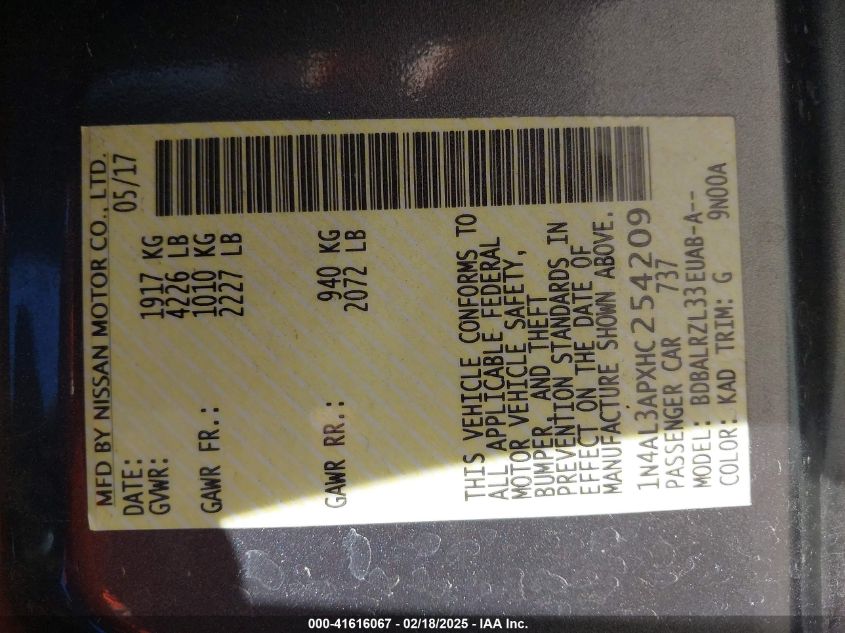 MFD BY NISSAN MOTOR CO., LTD.
DATE: 05/17
GVWR: 1917 KG
4226 LB
GAWR FR.: 1010 KG
2227 LB
GAWR RR.: 940 KG
2072 LB
THIS VEHICLE CONFORMS TO
ALL APPLICABLE FEDERAL
MOTOR VEHICLE SAFETY,
BUMPER AND THEFT
PREVENTION STANDARDS IN
EFFECT ON THE DATE OF
MANUFACTURE SHOWN ABOVE.
1N4AL3APXHC254209
PASSENGER CAR 737
MODEL: BDBALRZL33EUAB-A--
COLOR: KAD TRIM: G 9N00A
000-41616067 - 02/18/2025 - IAA Inc.